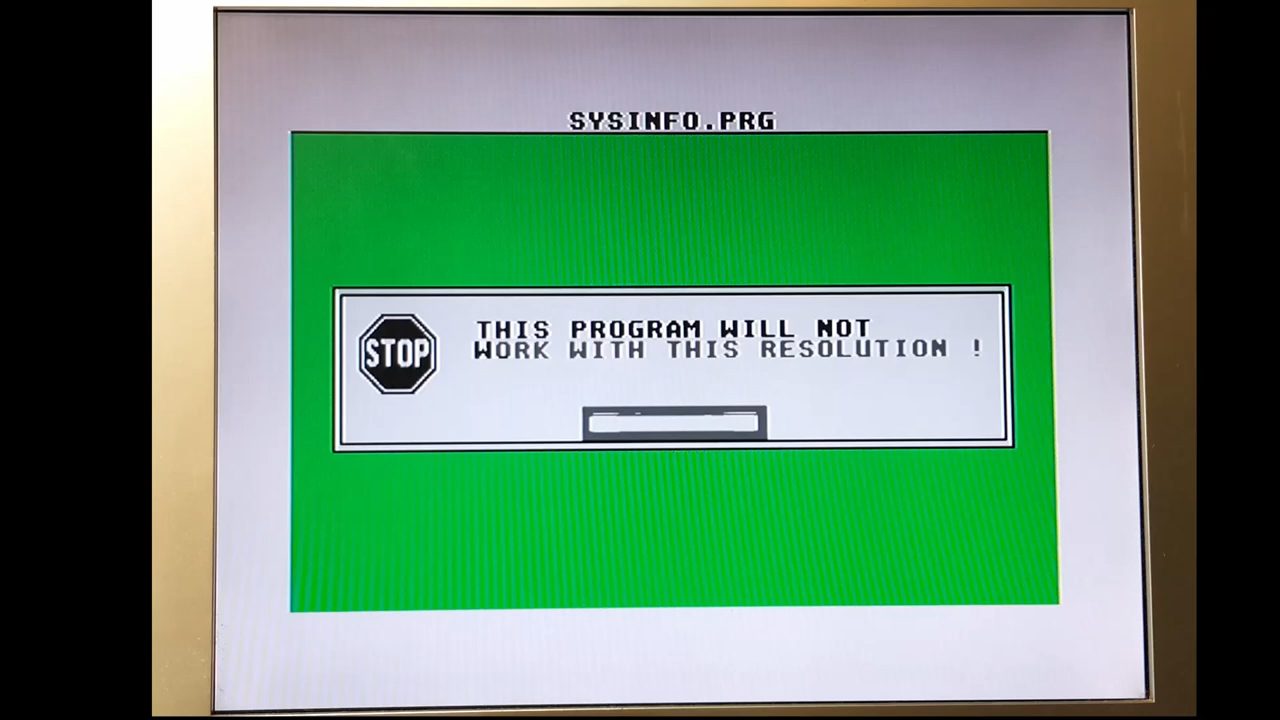 SYSINFO.PRG
STOP
THIS PROGRAM WILL NOT
WORK WITH THIS RESOLUTION !